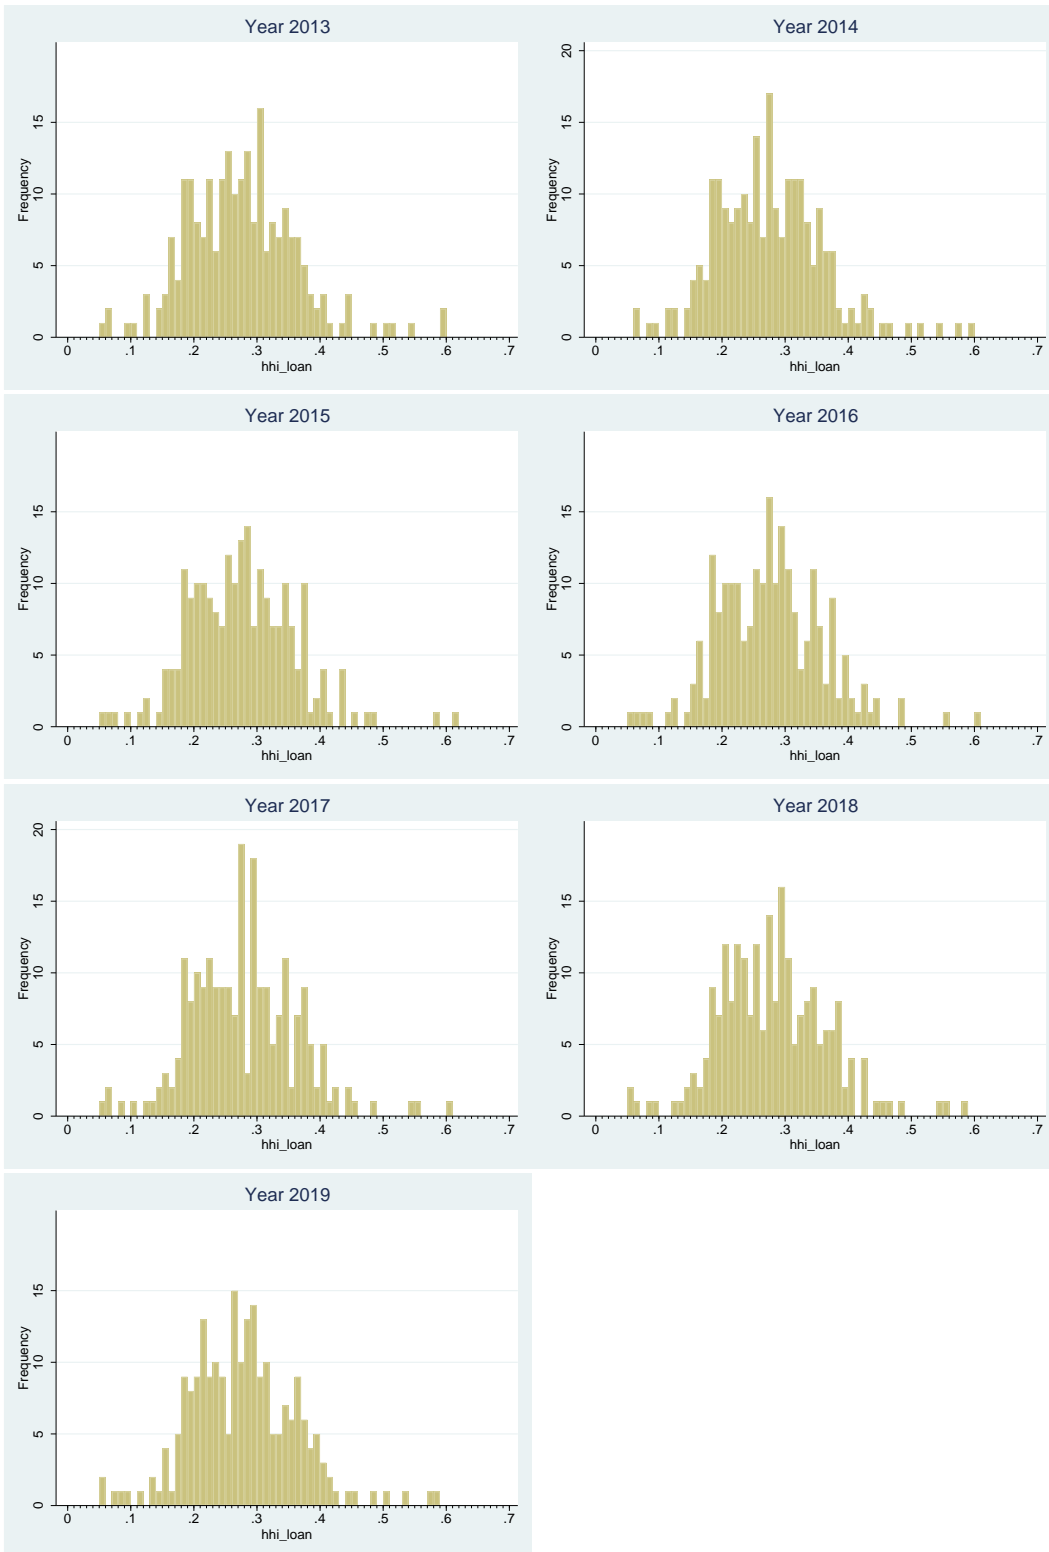 Year 2013
Frequency
15
10
5
0
0 .1 .2 .3 .4 .5 .6 .7
hhi_loan
Year 2014
Frequency
20
15
10
5
0
0 .1 .2 .3 .4 .5 .6 .7
hhi_loan
Year 2015
Frequency
15
10
5
0
0 .1 .2 .3 .4 .5 .6 .7
hhi_loan
Year 2016
Frequency
15
10
5
0
0 .1 .2 .3 .4 .5 .6 .7
hhi_loan
Year 2017
Frequency
20
15
10
5
0
0 .1 .2 .3 .4 .5 .6 .7
hhi_loan
Year 2018
Frequency
15
10
5
0
0 .1 .2 .3 .4 .5 .6 .7
hhi_loan
Year 2019
Frequency
15
10
5
0
0 .1 .2 .3 .4 .5 .6 .7
hhi_loan